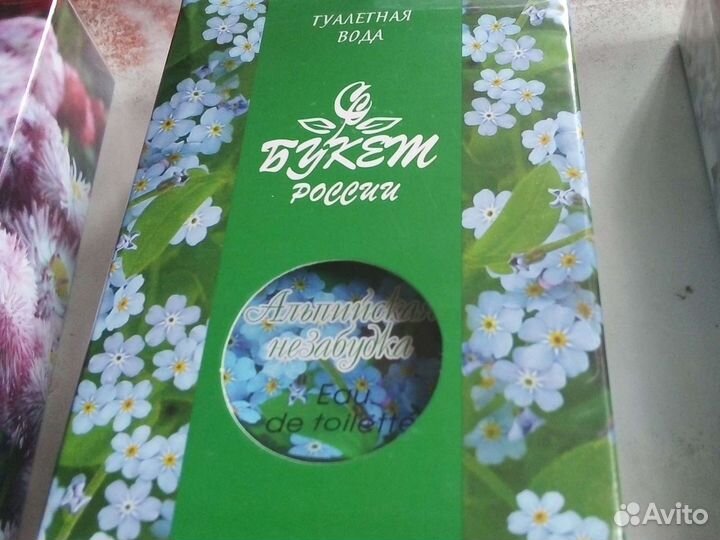 ТУАЛЕТНАЯ
ВОДА
БУКЕТ
РОССИИ
Альпийская
незабудка
Eau
de toilette
Avito